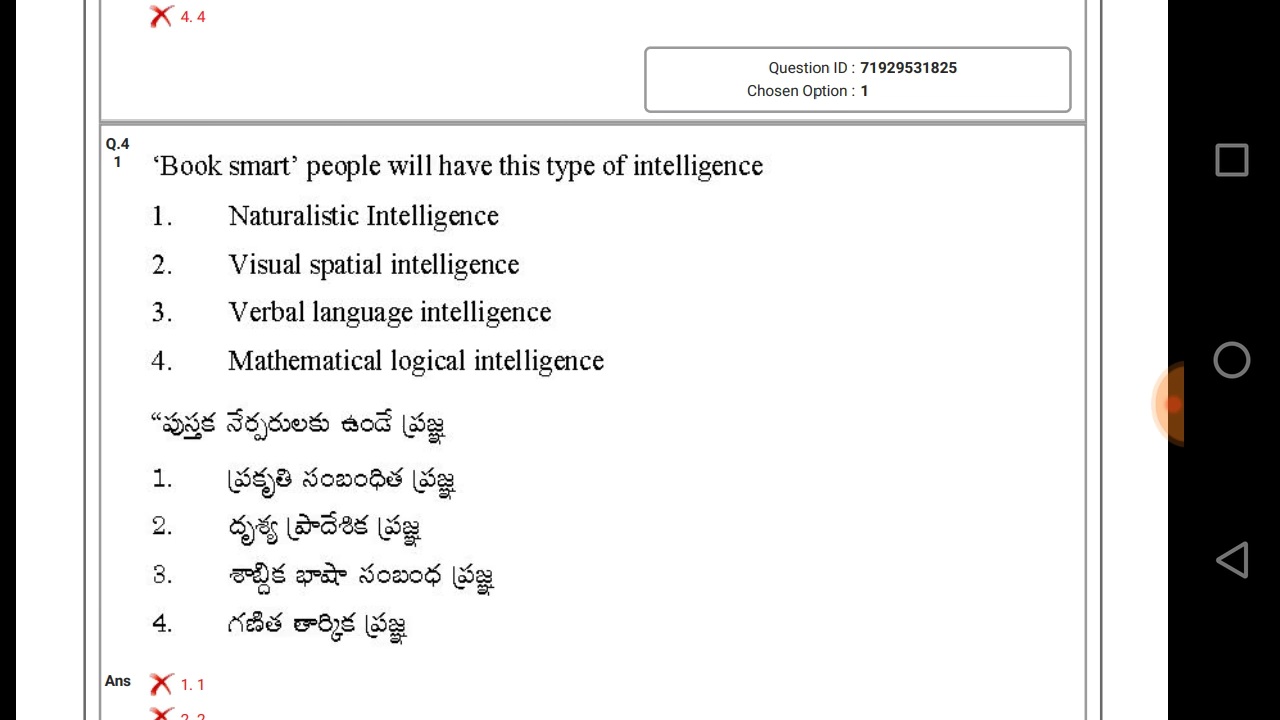 4. 4
Question ID : 71929531825
Chosen Option : 1
Q.4
1
‘Book smart’ people will have this type of intelligence
1. Naturalistic Intelligence
2. Visual spatial intelligence
3. Verbal language intelligence
4. Mathematical logical intelligence
“పుస్తక నేర్పరులకు ఉండే ప్రజ్ఞ
1. ప్రకృతి సంబంధిత ప్రజ్ఞ
2. దృశ్య ప్రాదేశిక ప్రజ్ఞ
3. శాబ్దిక భాషా సంబంధ ప్రజ్ఞ
4. గణిత తార్కిక ప్రజ్ఞ
Ans 1. 1
2. 2